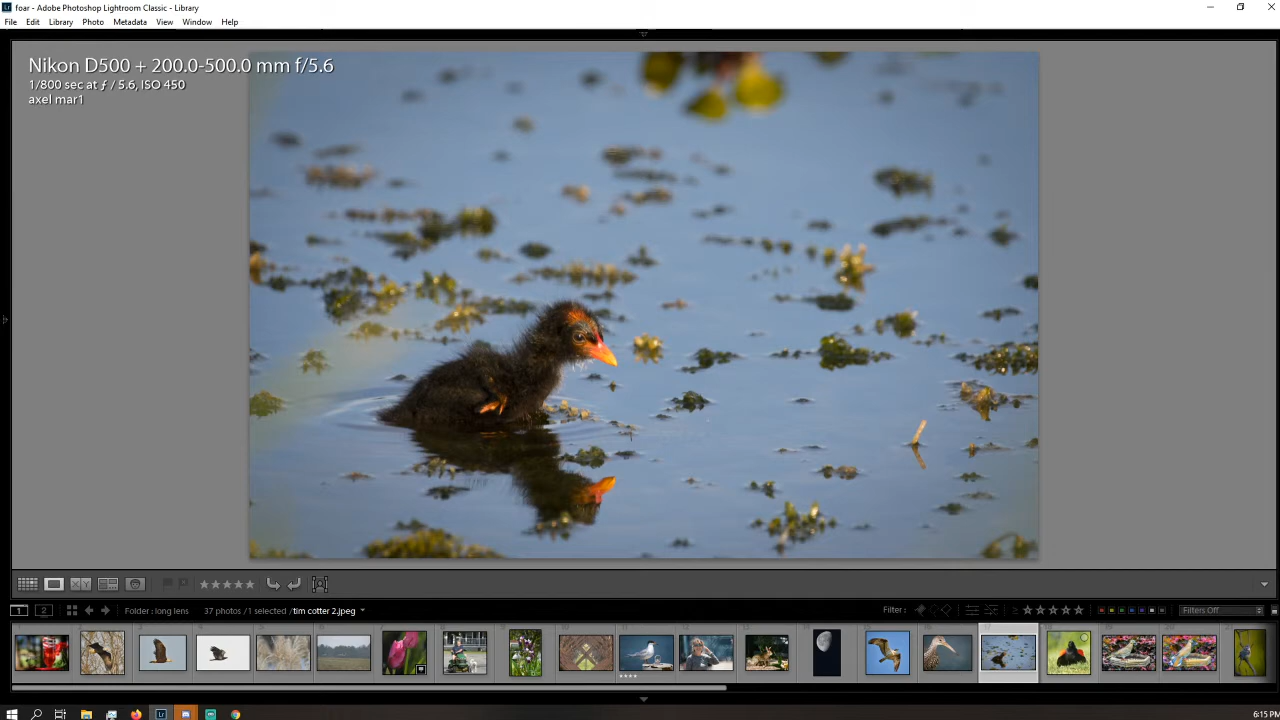 foar - Adobe Photoshop Lightroom Classic - Library
File Edit Library Photo Metadata View Window Help
Nikon D500 + 200.0-500.0 mm f/5.6
1/800 sec at ƒ / 5.6, ISO 450
axel mar1
1 2 Folder : long lens 37 photos / 1 selected / tim cotter 2.jpeg Filter : Filters Off
6:15 PM